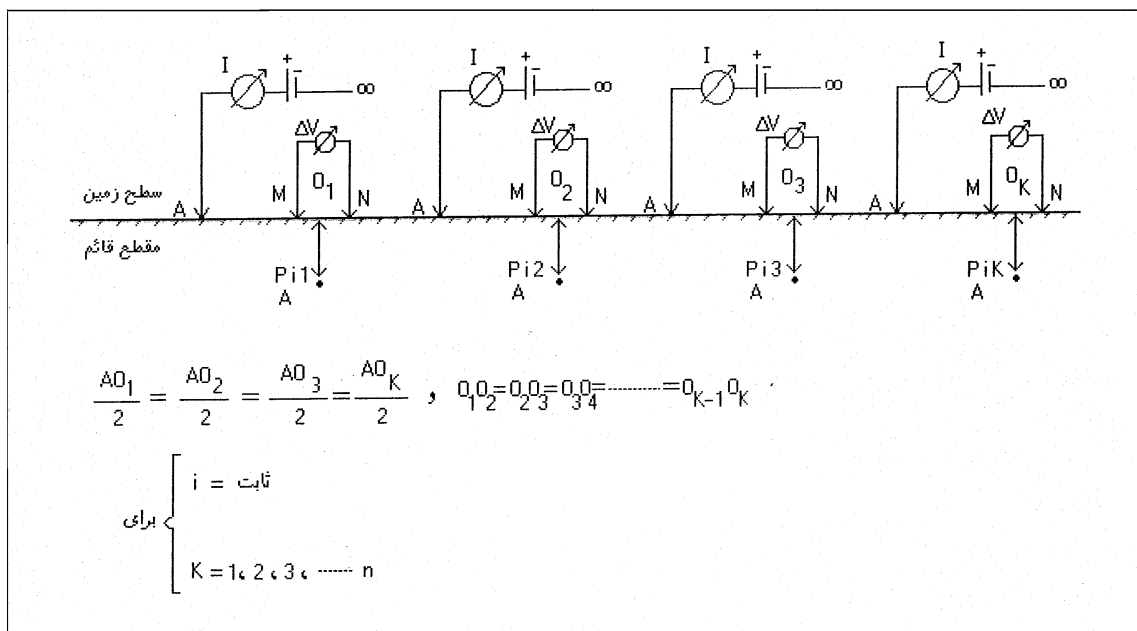 I + - ∞ I + - ∞ I + - ∞ I + - ∞
ΔV ΔV ΔV ΔV
سطح زمین A M O1 N A M O2 N A M O3 N A M OK N
مقطع قائم
Pi1 Pi2 Pi3 PiK
A A A A
AO1/2 = AO2/2 = AO3/2 = AOK/2 , O1O2=O2O3=O3O4=---------=OK-1OK
i = ثابت
برای
K = 1، 2، 3، ------ n